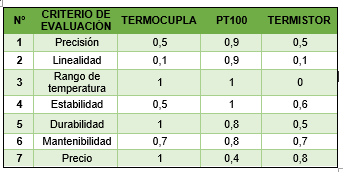 Nº CRITERIO DE EVALUACIÓN TERMOCUPLA PT100 TERMISTOR
1 Precisión 0,5 0,9 0,5
2 Linealidad 0,1 0,9 0,1
3 Rango de temperatura 1 1 0
4 Estabilidad 0,5 1 0,6
5 Durabilidad 1 0,8 0,5
6 Mantenibilidad 0,7 0,8 0,7
7 Precio 1 0,4 0,8